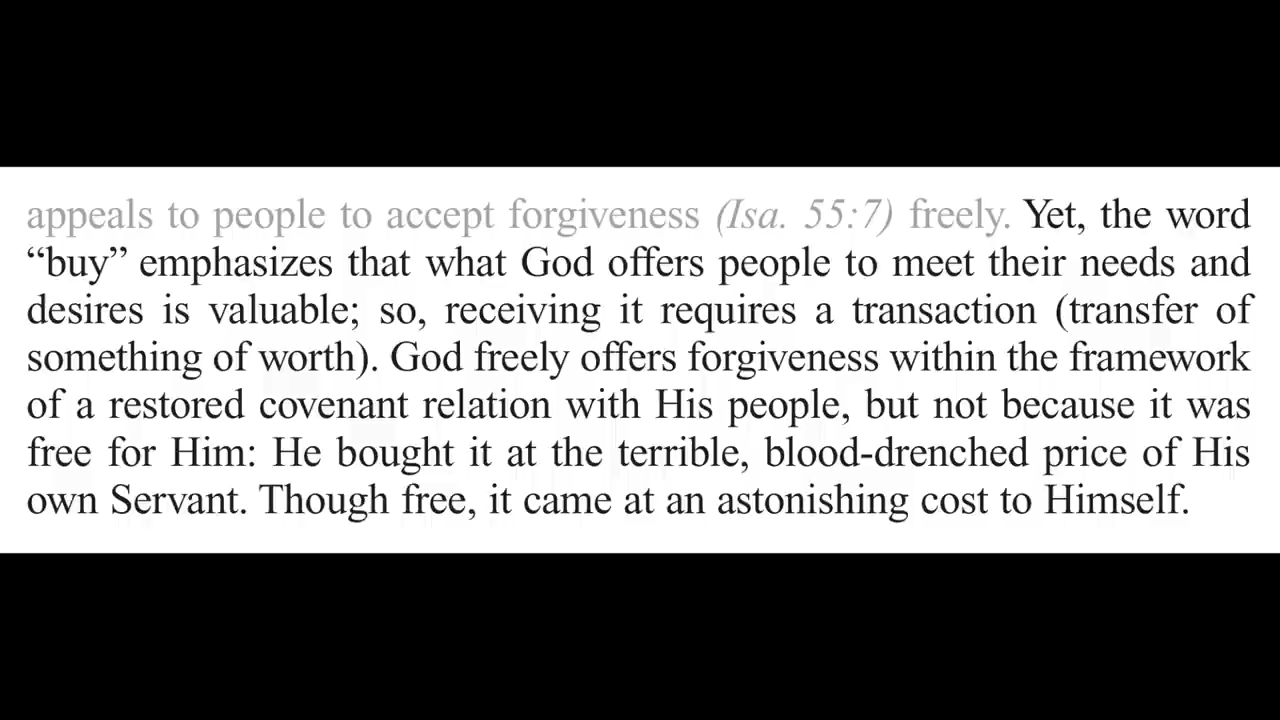 appeals to people to accept forgiveness (Isa. 55:7) freely. Yet, the word
“buy” emphasizes that what God offers people to meet their needs and
desires is valuable; so, receiving it requires a transaction (transfer of
something of worth). God freely offers forgiveness within the framework
of a restored covenant relation with His people, but not because it was
free for Him: He bought it at the terrible, blood-drenched price of His
own Servant. Though free, it came at an astonishing cost to Himself.